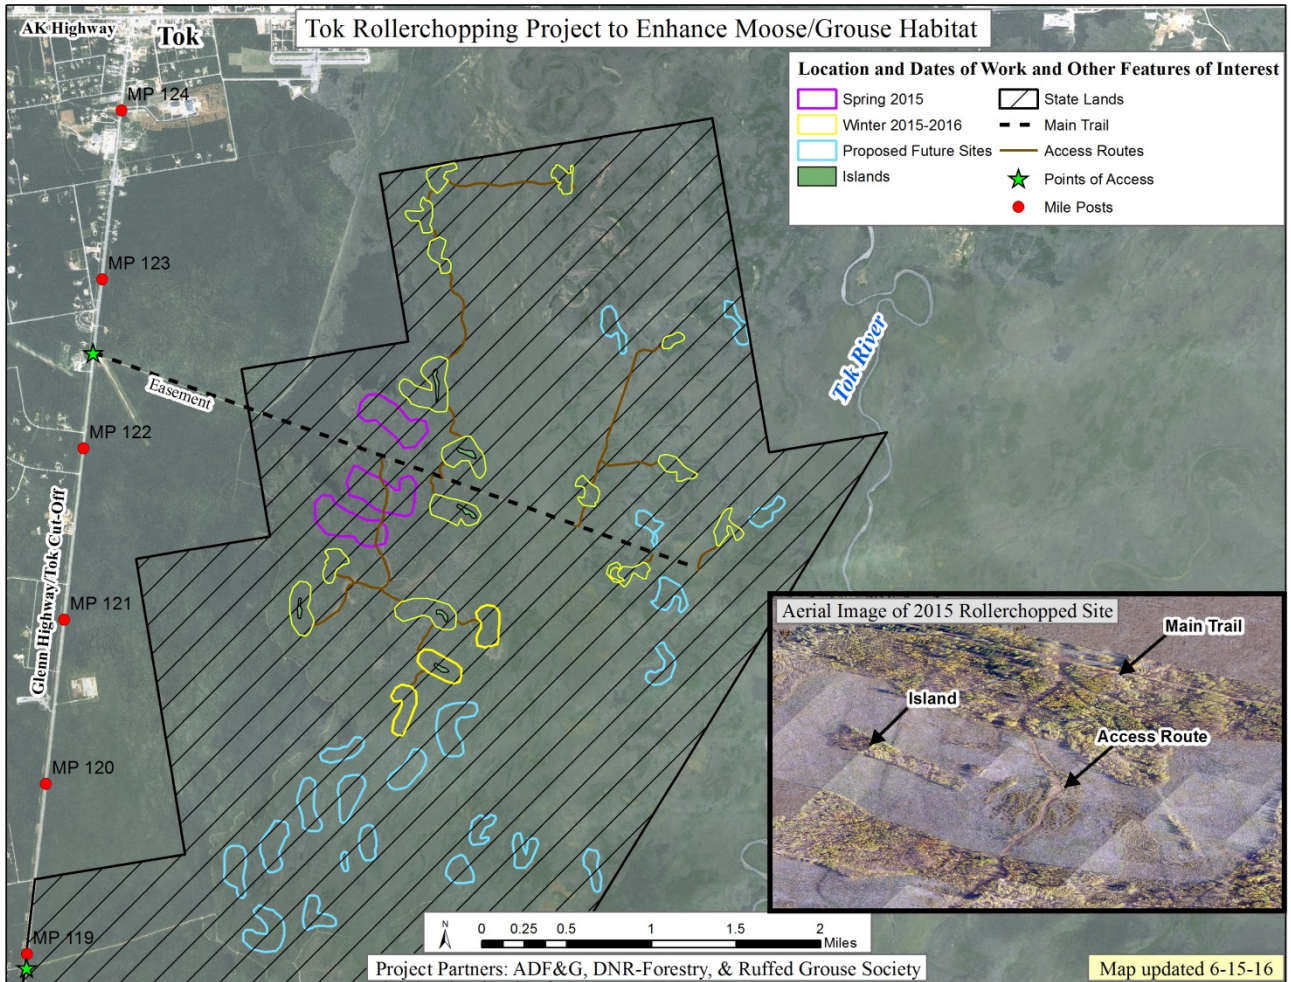 Tok Rollerchopping Project to Enhance Moose/Grouse Habitat
AK Highway
Tok
Location and Dates of Work and Other Features of Interest
Spring 2015
Winter 2015-2016
Proposed Future Sites
Islands
State Lands
Main Trail
Access Routes
Points of Access
Mile Posts
MP 124
MP 123
Easement
MP 122
Tok River
Glenn Highway/Tok Cut-Off
MP 121
MP 120
MP 119
Aerial Image of 2015 Rollerchopped Site
Main Trail
Island
Access Route
N
0 0.25 0.5 1 1.5 2
Miles
Project Partners: ADF&G, DNR-Forestry, & Ruffed Grouse Society
Map updated 6-15-16